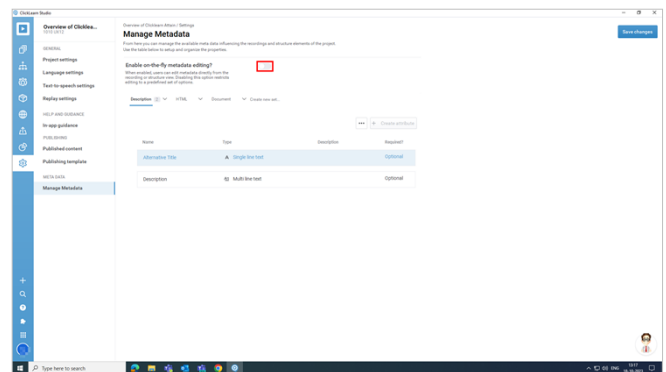 ClickLearn Studio
Overview of Clicklea...
GENERAL
Project settings
Language settings
Text-to-speech settings
Replay settings
HELP AND GUIDANCE
In-app guidance
PUBLISHING
Published content
Publishing template
META DATA
Manage Metadata
Overview of Clicklearn Attain / Settings
Manage Metadata
Save changes
From here you can manage the available meta data influencing the recordings and structure elements of the project.
Use the table below to setup and organize the properties.
Enable on-the-fly metadata editing?
When enabled, users can edit metadata directly from the
recording or structure view. Disabling this option restricts
editing to a predefined set of options.
Description
HTML
Document
Create new set...
+ Create attribute
Name Type Description Required?
Alternative Title A Single line text Optional
Description Multi line text Optional
Type here to search
ENG